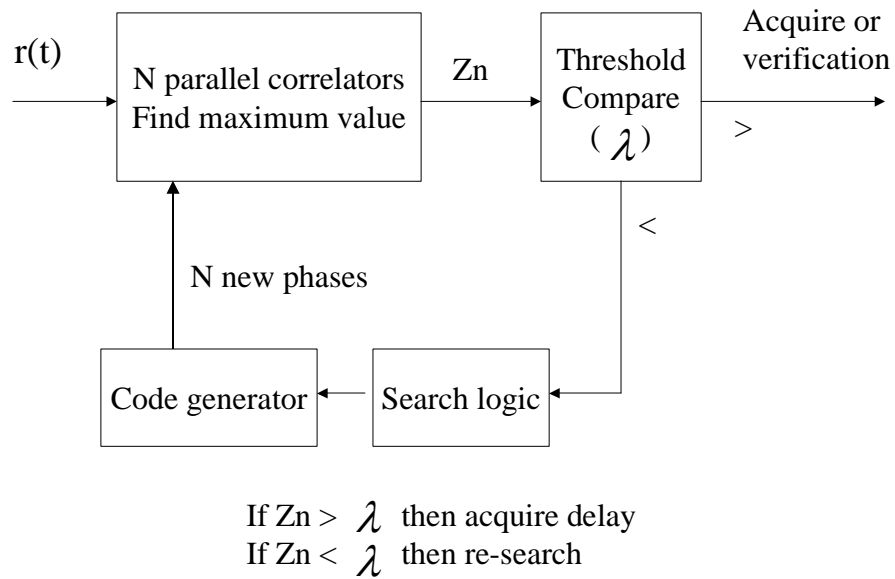 r(t)
N parallel correlators
Find maximum value
Zn
Threshold
Compare
( λ )
Acquire or
verification
>
<
N new phases
Code generator
Search logic
If Zn > λ then acquire delay
If Zn < λ then re-search